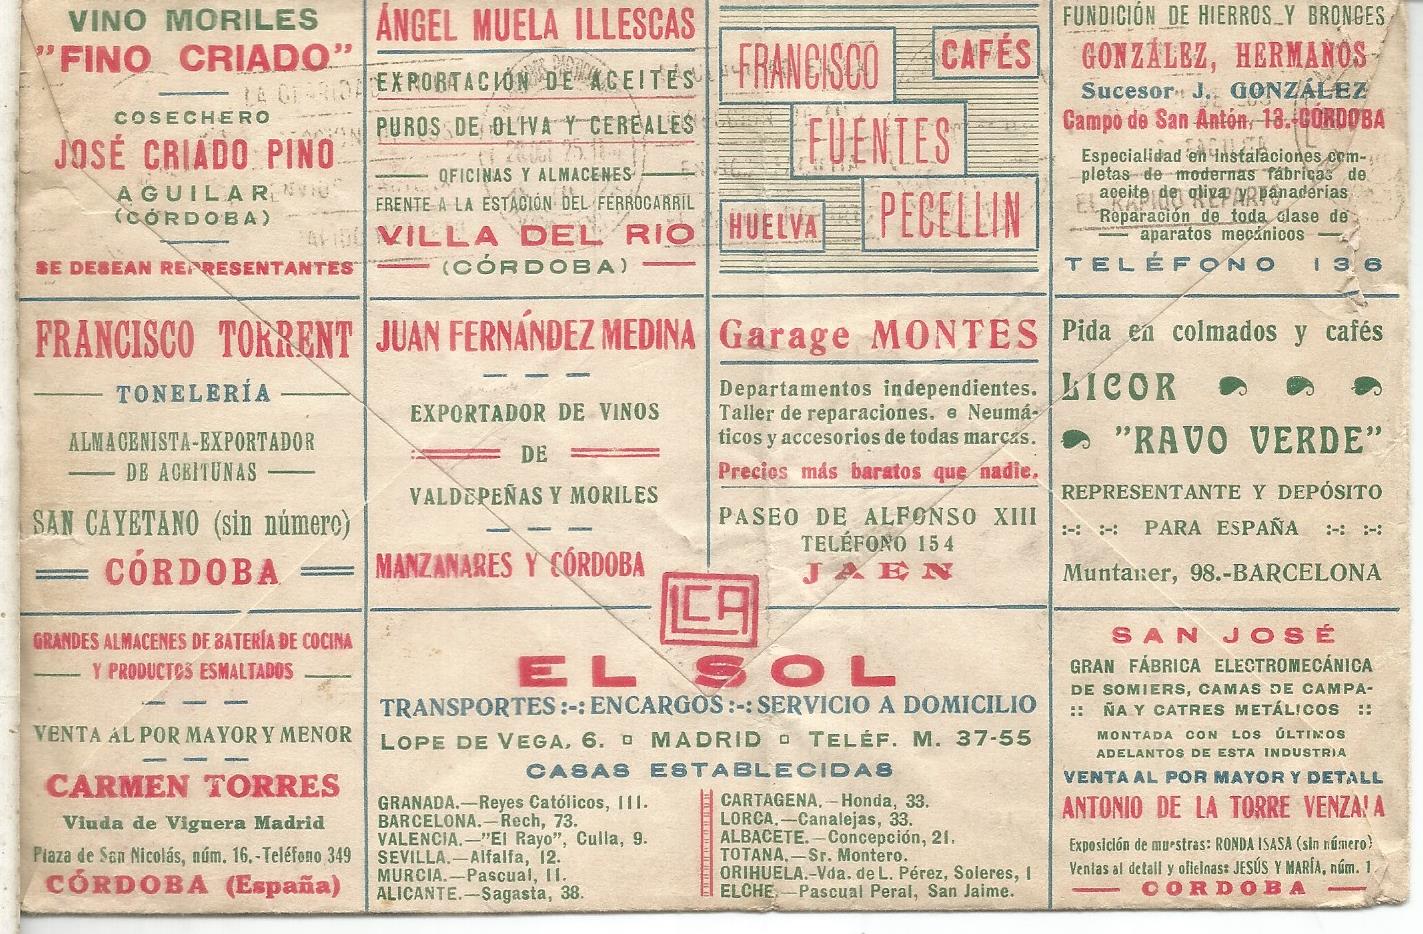 VINO MORILES
"FINO CRIADO"
COSECHERO
JOSÉ CRIADO PINO
AGUILAR
(CÓRDOBA)
SE DESEAN REPRESENTANTES
ÁNGEL MUELA ILLESCAS
EXPORTACIÓN DE ACEITES
PUROS DE OLIVA Y CEREALES
OFICINAS Y ALMACENES
FRENTE A LA ESTACIÓN DEL FERROCARRIL
VILLA DEL RIO
(CÓRDOBA)
CAFÉS
FRANCISCO
FUENTES
PECELLIN
HUELVA
FUNDICIÓN DE HIERROS Y BRONCES
GONZÁLEZ, HERMANOS
Sucesor J. GONZÁLEZ
Campo de San Antón, 13.-CÓRDOBA
Especialidad en instalaciones com-
pletas de modernas fábricas de
aceite de oliva y panaderías
Reparación de toda clase de
aparatos mecánicos
TELÉFONO 136
EL RAPIDO REPARTO
FRANCISCO TORRENT
TONELERÍA
ALMACENISTA-EXPORTADOR
DE ACEITUNAS
SAN CAYETANO (sin número)
CÓRDOBA
JUAN FERNÁNDEZ MEDINA
EXPORTADOR DE VINOS
DE
VALDEPEÑAS Y MORILES
MANZANARES Y CÓRDOBA
Garage MONTES
Departamentos independientes.
Taller de reparaciones. Neumá-
ticos y accesorios de todas marcas.
Precios más baratos que nadie.
PASEO DE ALFONSO XIII
TELÉFONO 154
JAEN
Pida en colmados y cafés
LICOR
"RAVO VERDE"
REPRESENTANTE Y DEPÓSITO
:-: :-: PARA ESPAÑA :-: :-:
Muntaner, 98.-BARCELONA
GRANDES ALMACENES DE BATERÍA DE COCINA
Y PRODUCTOS ESMALTADOS
VENTA AL POR MAYOR Y MENOR
CARMEN TORRES
Viuda de Viguera Madrid
Plaza de San Nicolás, núm. 16.-Teléfono 349
CÓRDOBA (España)
LCA
EL SOL
TRANSPORTES :-: ENCARGOS :-: SERVICIO A DOMICILIO
LOPE DE VEGA, 6. ▫ MADRID ▫ TELÉF. M. 37-55
CASAS ESTABLECIDAS
GRANADA.—Reyes Católicos, 111.
BARCELONA.—Rech, 73.
VALENCIA.—"El Rayo", Culla, 9.
SEVILLA.—Alfalfa, 12.
MURCIA.—Pascual, 11.
ALICANTE.—Sagasta, 38.
CARTAGENA.—Honda, 33.
LORCA.—Canalejas, 33.
ALBACETE.—Concepción, 21.
TOTANA.—Sr. Montero.
ORIHUELA.-Vda. de L. Pérez, Soleres, 1
ELCHE.—Pascual Peral, San Jaime.
SAN JOSÉ
GRAN FÁBRICA ELECTROMECÁNICA
DE SOMIERS, CAMAS DE CAMPA-
:: ÑA Y CATRES METÁLICOS ::
MONTADA CON LOS ÚLTIMOS
ADELANTOS DE ESTA INDUSTRIA
VENTA AL POR MAYOR Y DETALL
ANTONIO DE LA TORRE VENZALA
Exposición de muestras: RONDA ISASA (sin número)
Ventas al detall y oficinas: JESÚS Y MARÍA, núm. 1
CORDOBA